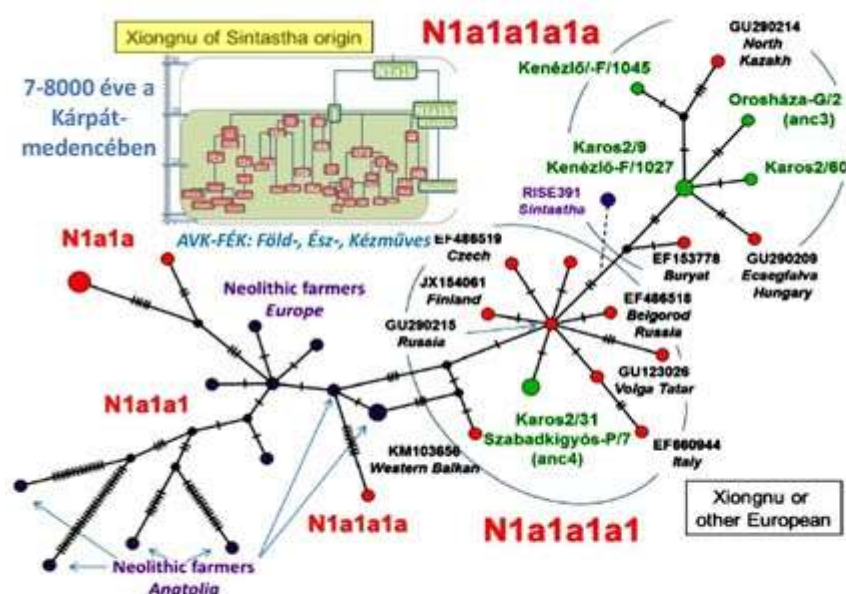 Xiongnu of Sintastha origin
N1a1a1a1a
GU290214
North
Kazakh
7-8000 éve a
Kárpát-
medencében
Kenézlő/-F/1045
Orosháza-G/2
(anc3)
Karos2/9
Kenézlő-F/1027
Karos2/60
RISE391
Sintastha
AVK-FÉK: Föld-, Ész-, Kézműves
EF486519
Czech
EF153778
Buryat
GU290209
Ecsegfalva
Hungary
N1a1a
JX154061
Finland
EF486518
Belgorod
Russia
Neolithic farmers
Europe
GU290215
Russia
GU123026
Volga Tatar
N1a1a1
Karos2/31
Szabadkígyós-P/7
(anc4)
KM103656
Western Balkan
EF660944
Italy
N1a1a1a
N1a1a1a1
Xiongnu or
other European
Neolithic farmers
Anatolia